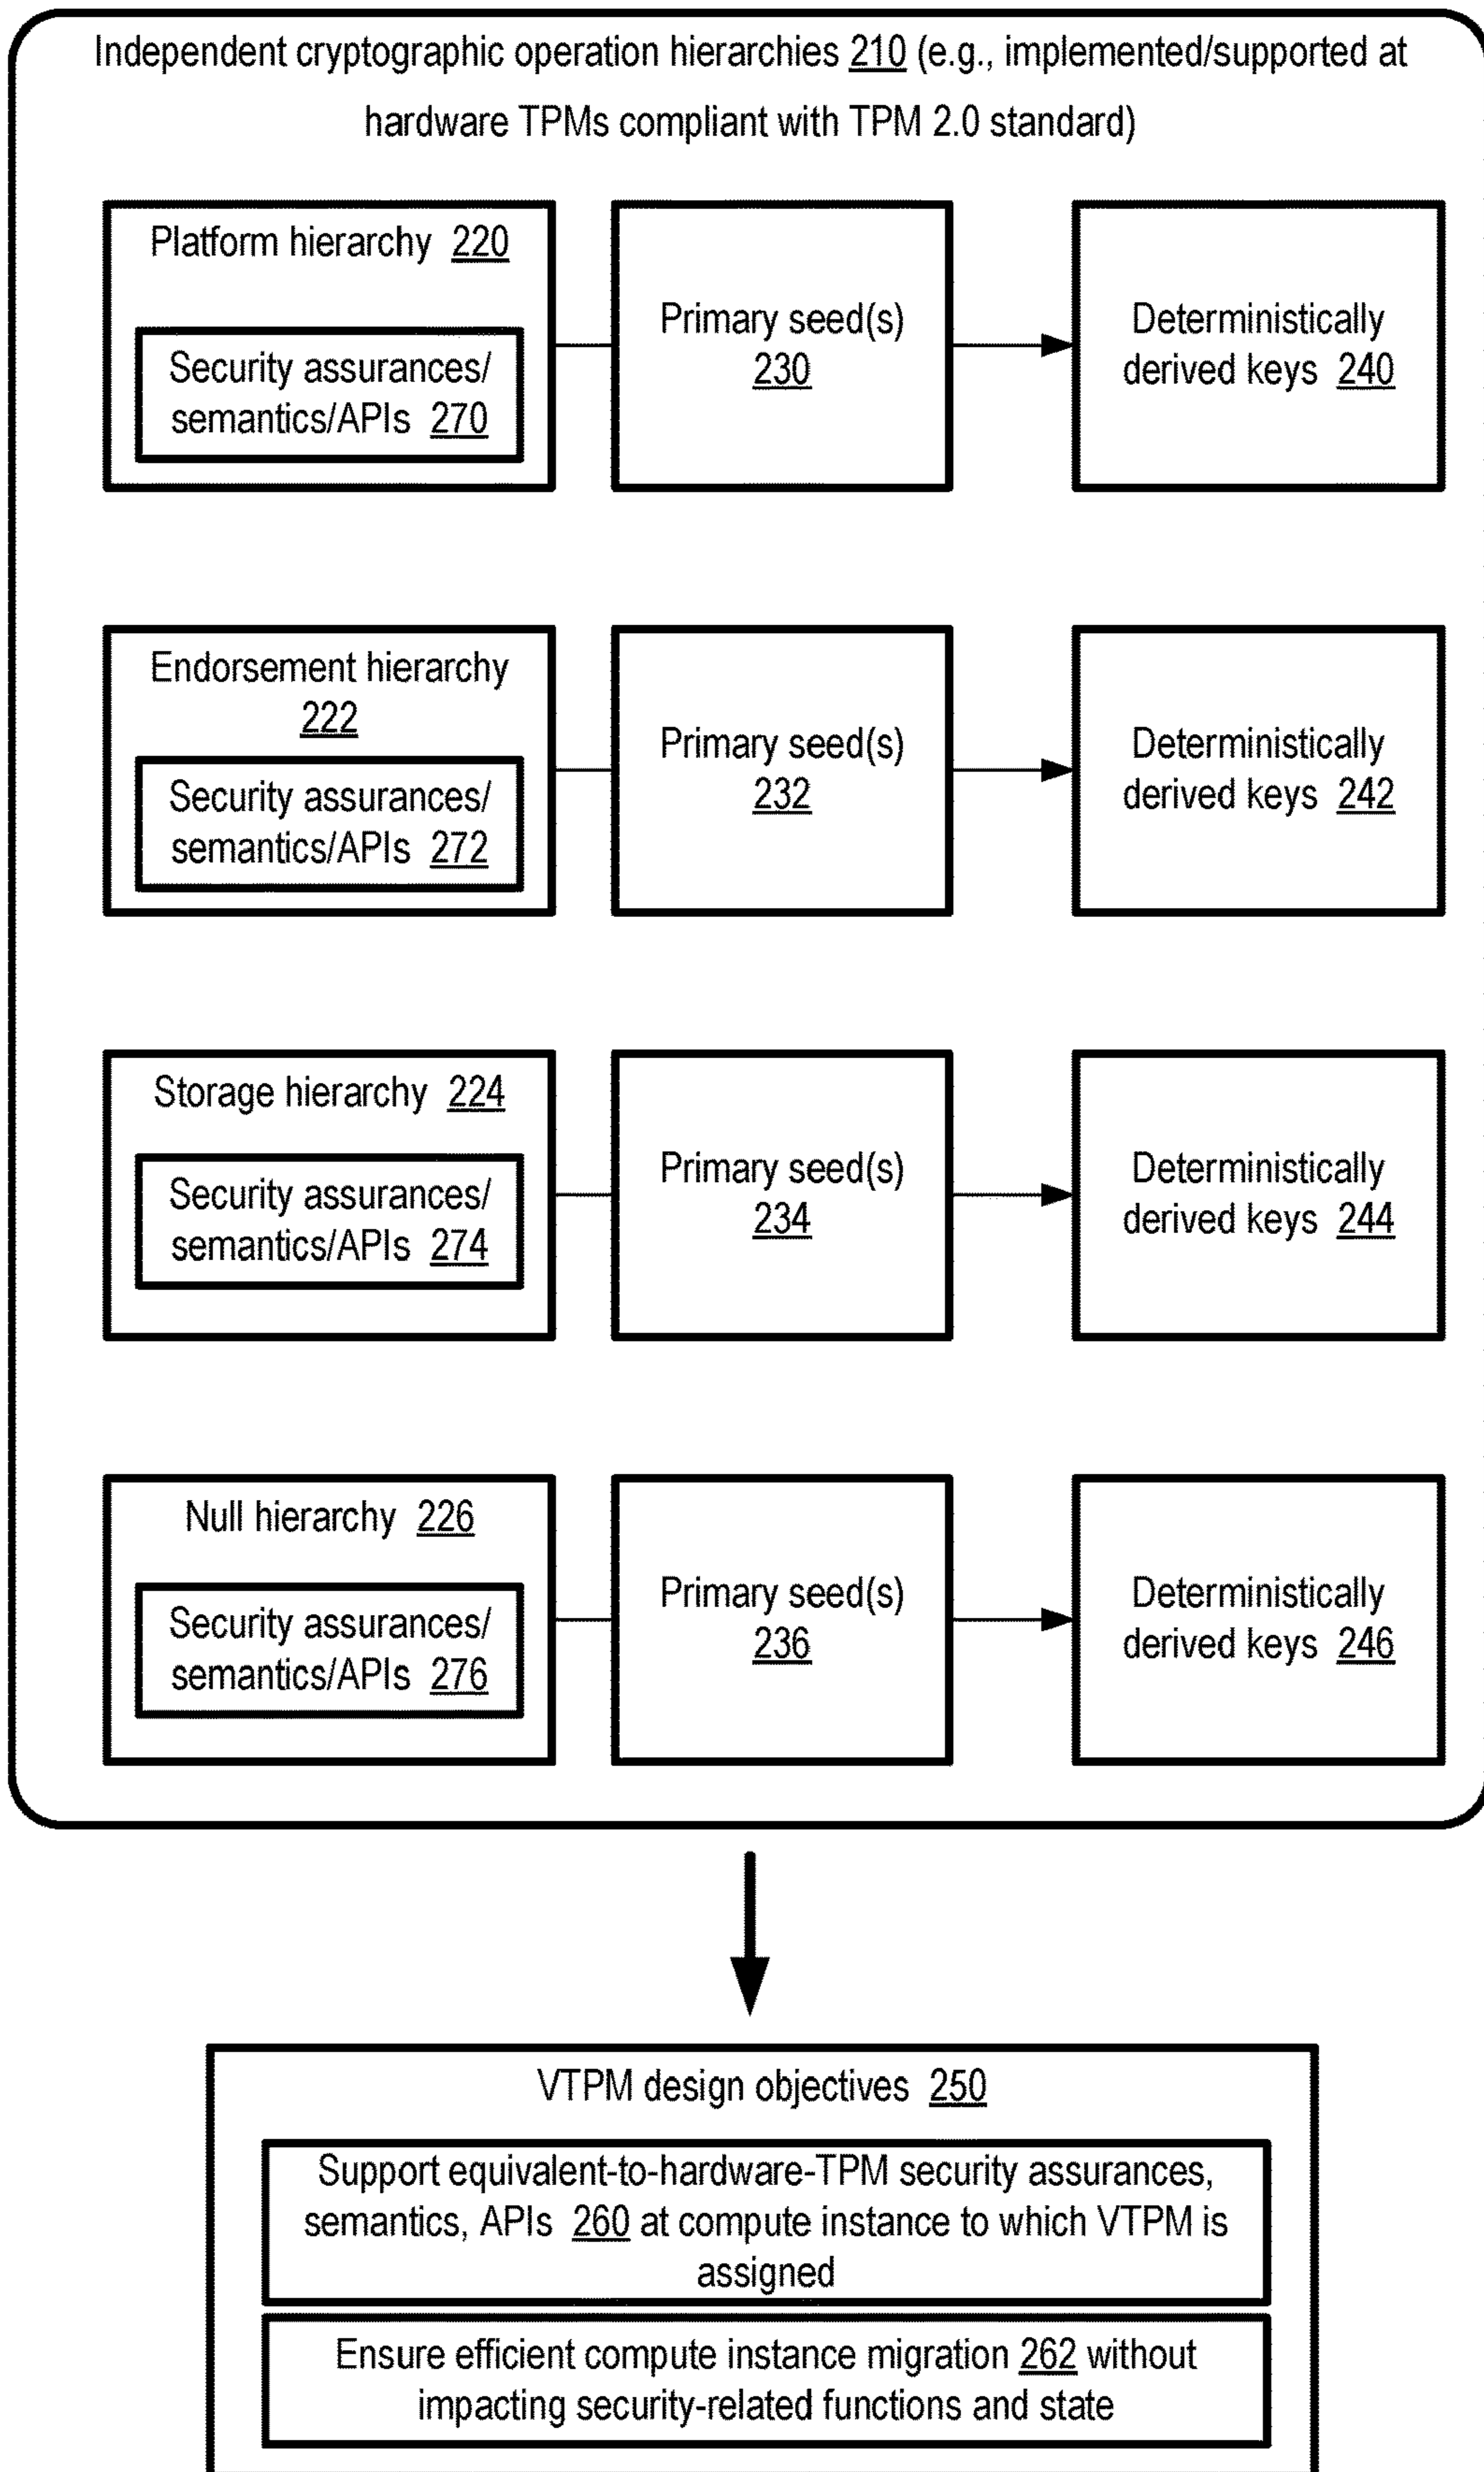 Independent cryptographic operation hierarchies 210 (e.g., implemented/supported at
hardware TPMs compliant with TPM 2.0 standard)
Platform hierarchy 220
Security assurances/
semantics/APIs 270
Primary seed(s)
230
Deterministically
derived keys 240
Endorsement hierarchy
222
Security assurances/
semantics/APIs 272
Primary seed(s)
232
Deterministically
derived keys 242
Storage hierarchy 224
Security assurances/
semantics/APIs 274
Primary seed(s)
234
Deterministically
derived keys 244
Null hierarchy 226
Security assurances/
semantics/APIs 276
Primary seed(s)
236
Deterministically
derived keys 246
VTPM design objectives 250
Support equivalent-to-hardware-TPM security assurances,
semantics, APIs 260 at compute instance to which VTPM is
assigned
Ensure efficient compute instance migration 262 without
impacting security-related functions and state